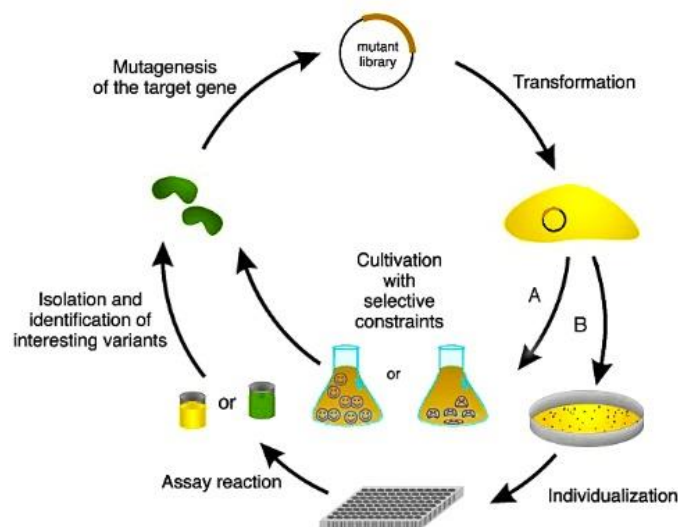 mutant
library
Mutagenesis
of the target gene
Transformation
Cultivation
with
selective
constraints
A
B
Isolation and
identification of
interesting variants
or
or
Assay reaction
Individualization